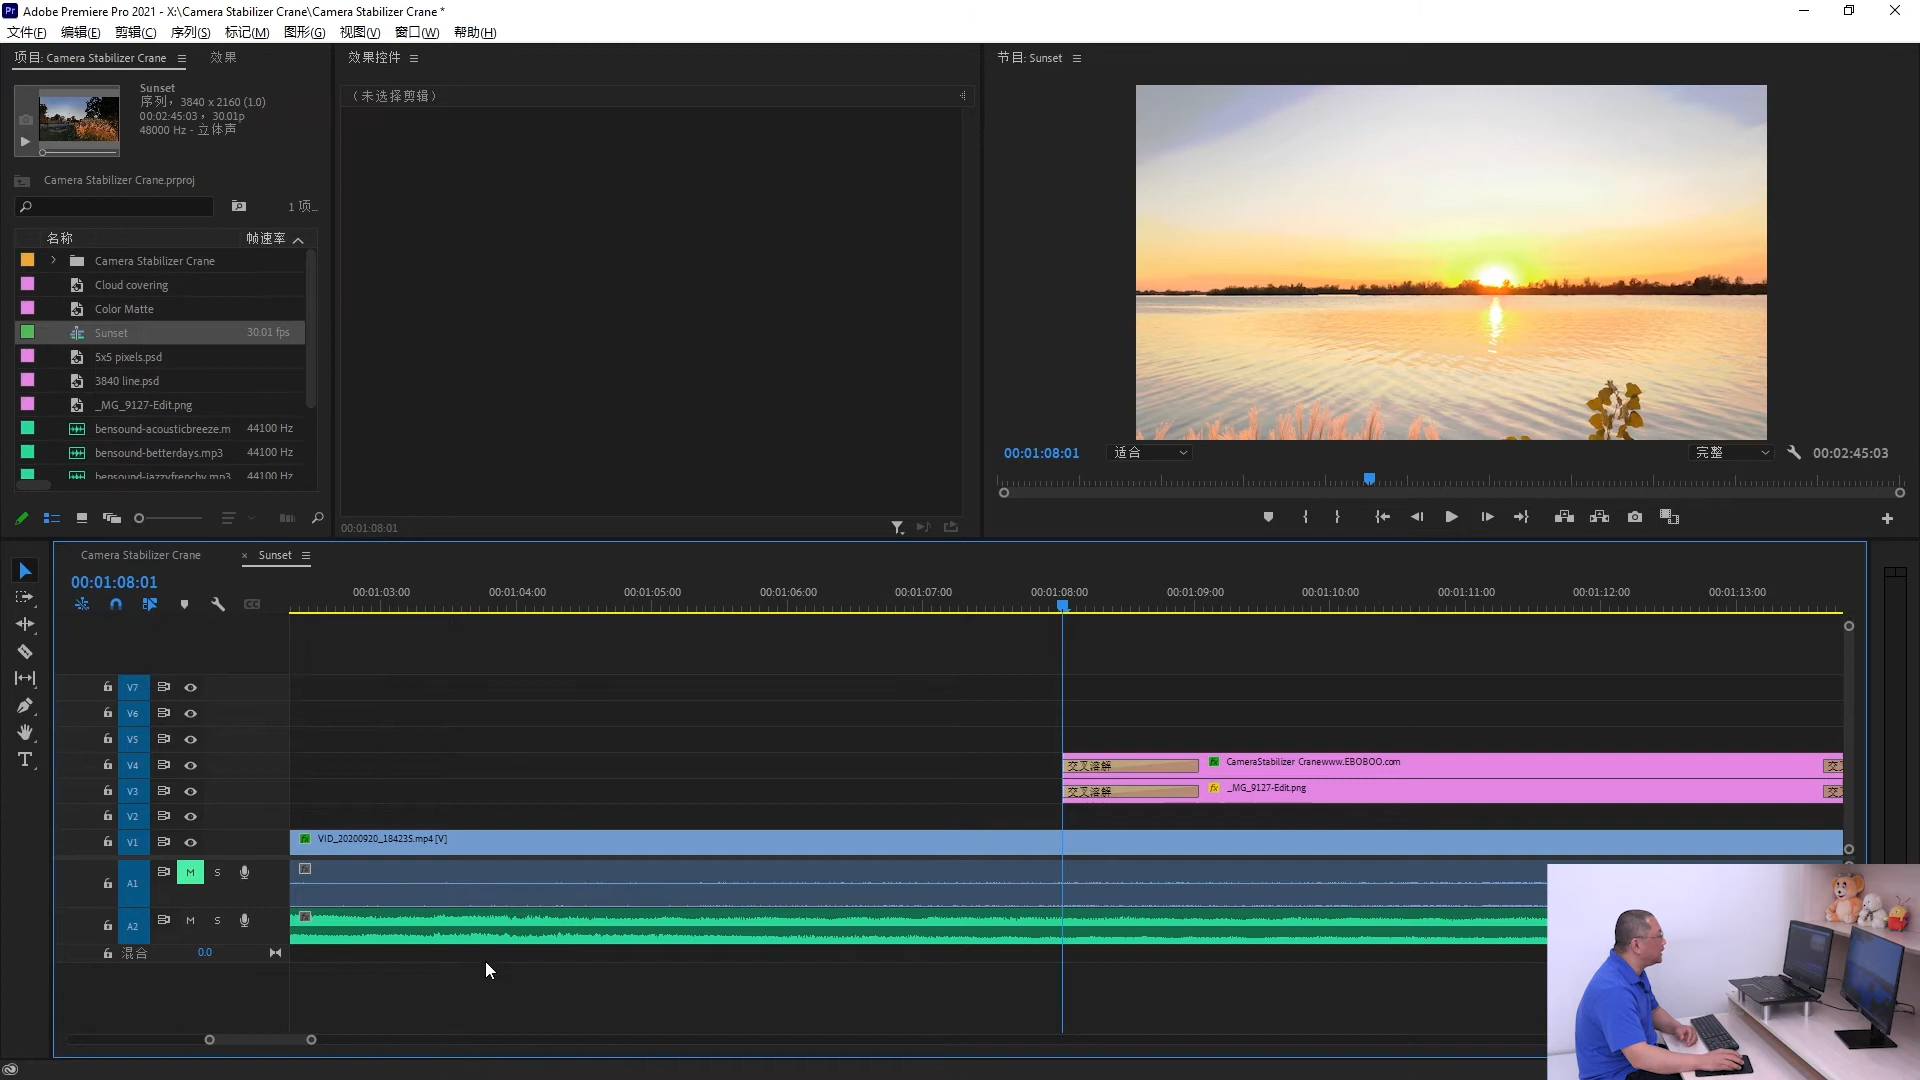 Adobe Premiere Pro 2021 - X:\Camera Stabilizer Crane\Camera Stabilizer Crane *
文件(F) 编辑(E) 剪辑(C) 序列(S) 标记(M) 图形(G) 视图(V) 窗口(W) 帮助(H)
项目: Camera Stabilizer Crane
效果
Sunset
序列, 3840 x 2160 (1.0)
00:02:45:03, 30.01p
48000 Hz - 立体声
Camera Stabilizer Crane.prproj
1 项...
名称 帧速率
Camera Stabilizer Crane
Cloud covering
Color Matte
Sunset 30.01 fps
5x5 pixels.psd
3840 line.psd
_MG_9127-Edit.png
bensound-acousticbreeze.m 44100 Hz
bensound-betterdays.mp3 44100 Hz
bensound-jazzyfrenchy.mp3 44100 Hz
效果控件
（未选择剪辑）
00:01:08:01
节目: Sunset
00:01:08:01 适合 完整 00:02:45:03
Camera Stabilizer Crane × Sunset
00:01:08:01
00:01:03:00 00:01:04:00 00:01:05:00 00:01:06:00 00:01:07:00 00:01:08:00 00:01:09:00 00:01:10:00 00:01:11:00 00:01:12:00 00:01:13:00
V7
V6
V5
V4 交叉溶解 fx CameraStabilizer Cranewww.EBOBOO.com 交
V3 交叉溶解 fx _MG_9127-Edit.png 交
V2
V1 fx VID_20200920_184235.mp4 [V]
A1 M S
A2 M S
混合 0.0